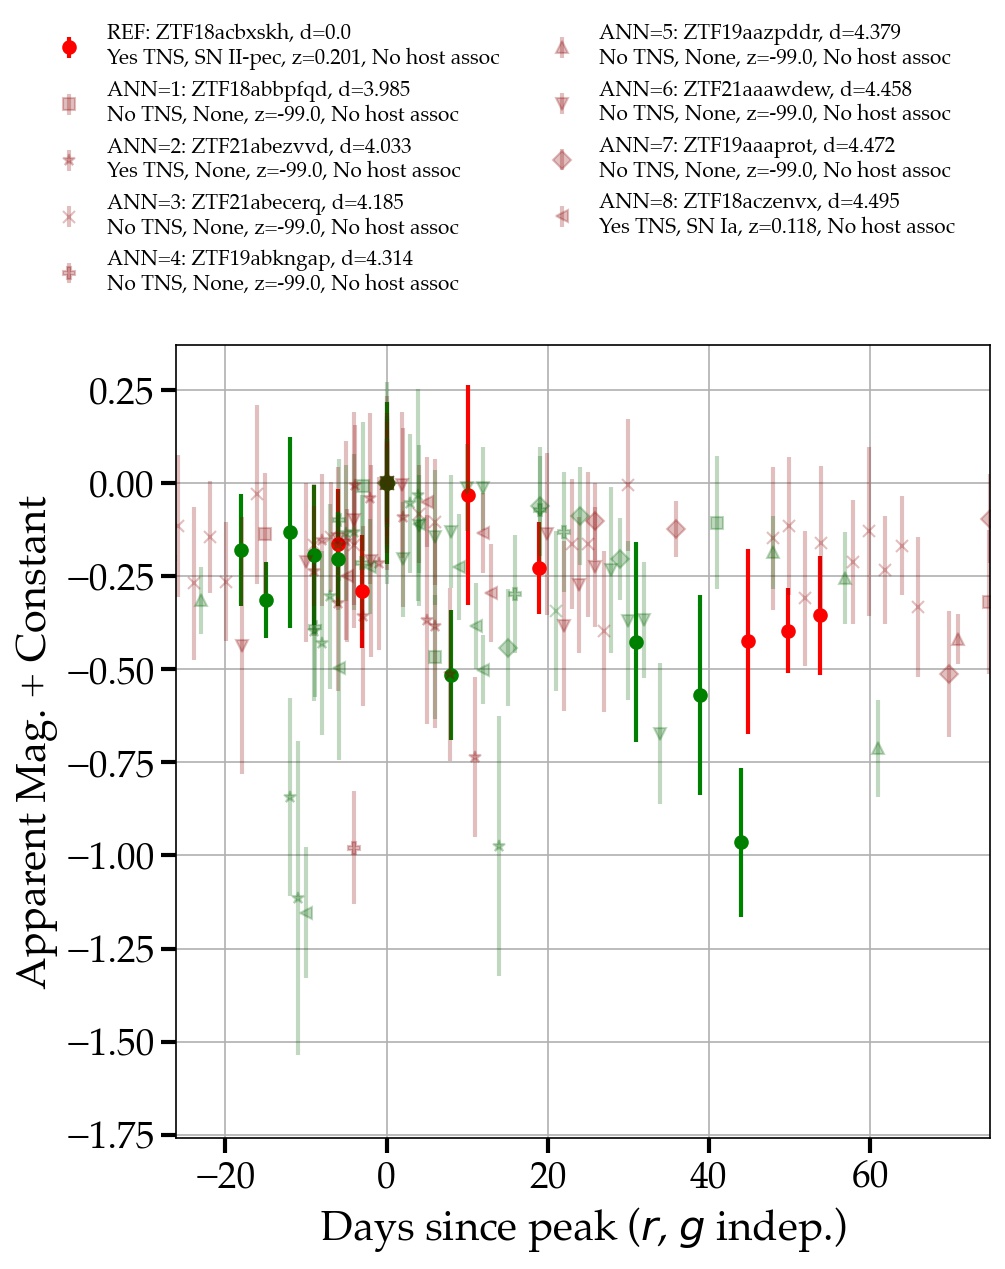 REF: ZTF18acbxskh, d=0.0
Yes TNS, SN II-pec, z=0.201, No host assoc
ANN=1: ZTF18abbpfqd, d=3.985
No TNS, None, z=-99.0, No host assoc
ANN=2: ZTF21abezvvd, d=4.033
Yes TNS, None, z=-99.0, No host assoc
ANN=3: ZTF21abecerq, d=4.185
No TNS, None, z=-99.0, No host assoc
ANN=4: ZTF19abkngap, d=4.314
No TNS, None, z=-99.0, No host assoc
ANN=5: ZTF19aazpddr, d=4.379
No TNS, None, z=-99.0, No host assoc
ANN=6: ZTF21aaawdew, d=4.458
No TNS, None, z=-99.0, No host assoc
ANN=7: ZTF19aaaprot, d=4.472
No TNS, None, z=-99.0, No host assoc
ANN=8: ZTF18aczenvx, d=4.495
Yes TNS, SN Ia, z=0.118, No host assoc
Apparent Mag. + Constant
0.25
0.00
−0.25
−0.50
−0.75
−1.00
−1.25
−1.50
−1.75
−20 0 20 40 60
Days since peak (r, g indep.)